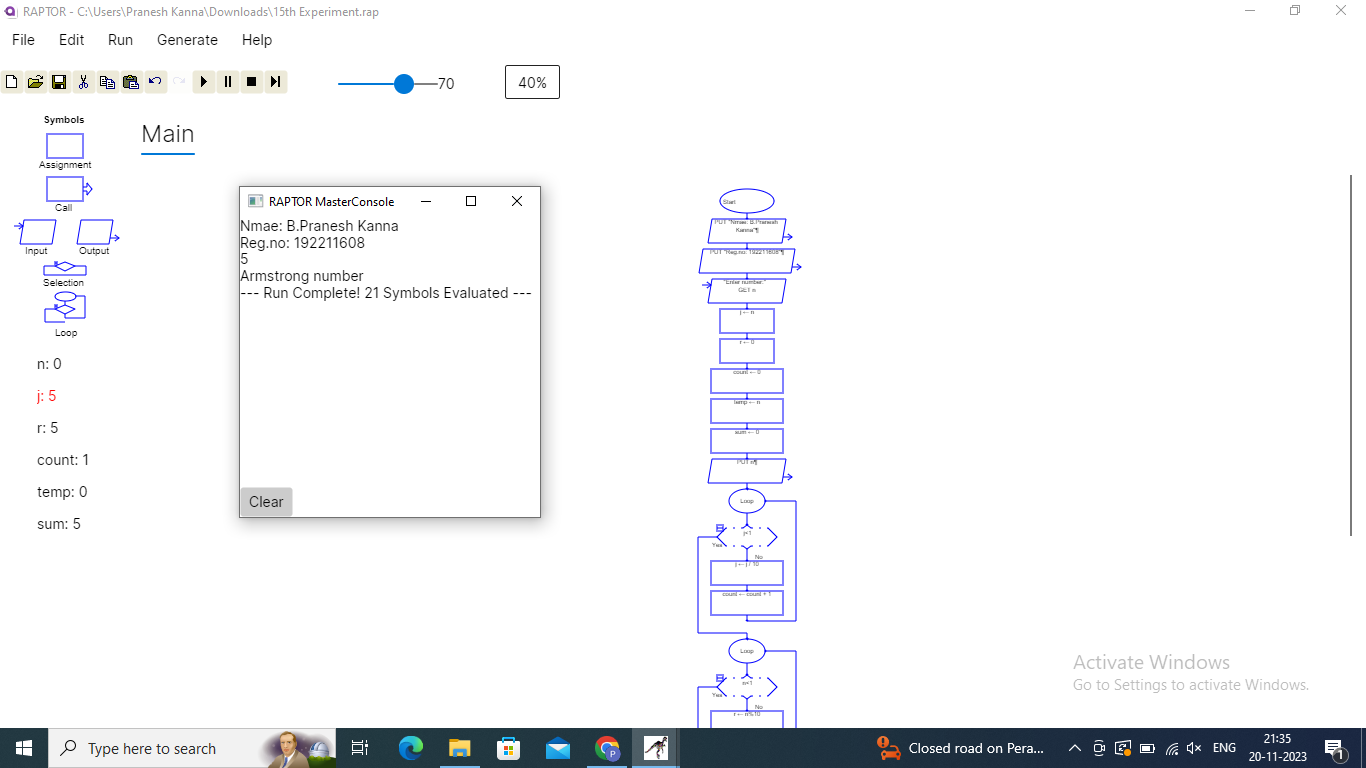 RAPTOR - C:\Users\Pranesh Kanna\Downloads\15th Experiment.rap
File Edit Run Generate Help
70
40%
Symbols
Assignment
Call
Input Output
Selection
Loop
n: 0
j: 5
r: 5
count: 1
temp: 0
sum: 5
Main
RAPTOR MasterConsole
Nmae: B.Pranesh Kanna
Reg.no: 192211608
5
Armstrong number
--- Run Complete! 21 Symbols Evaluated ---
Clear
Start
PUT "Nmae: B.Pranesh
Kanna"¶
PUT "Reg.no: 192211608"¶
"Enter number:"
GET n
j ← n
r ← 0
count ← 0
temp ← n
sum ← 0
PUT n¶
Loop
j<1
Yes
No
j ← j / 10
count ← count + 1
Loop
n<1
Yes
No
r ← n%10
Activate Windows
Go to Settings to activate Windows.
Type here to search
Closed road on Pera...
ENG
21:35
20-11-2023
1